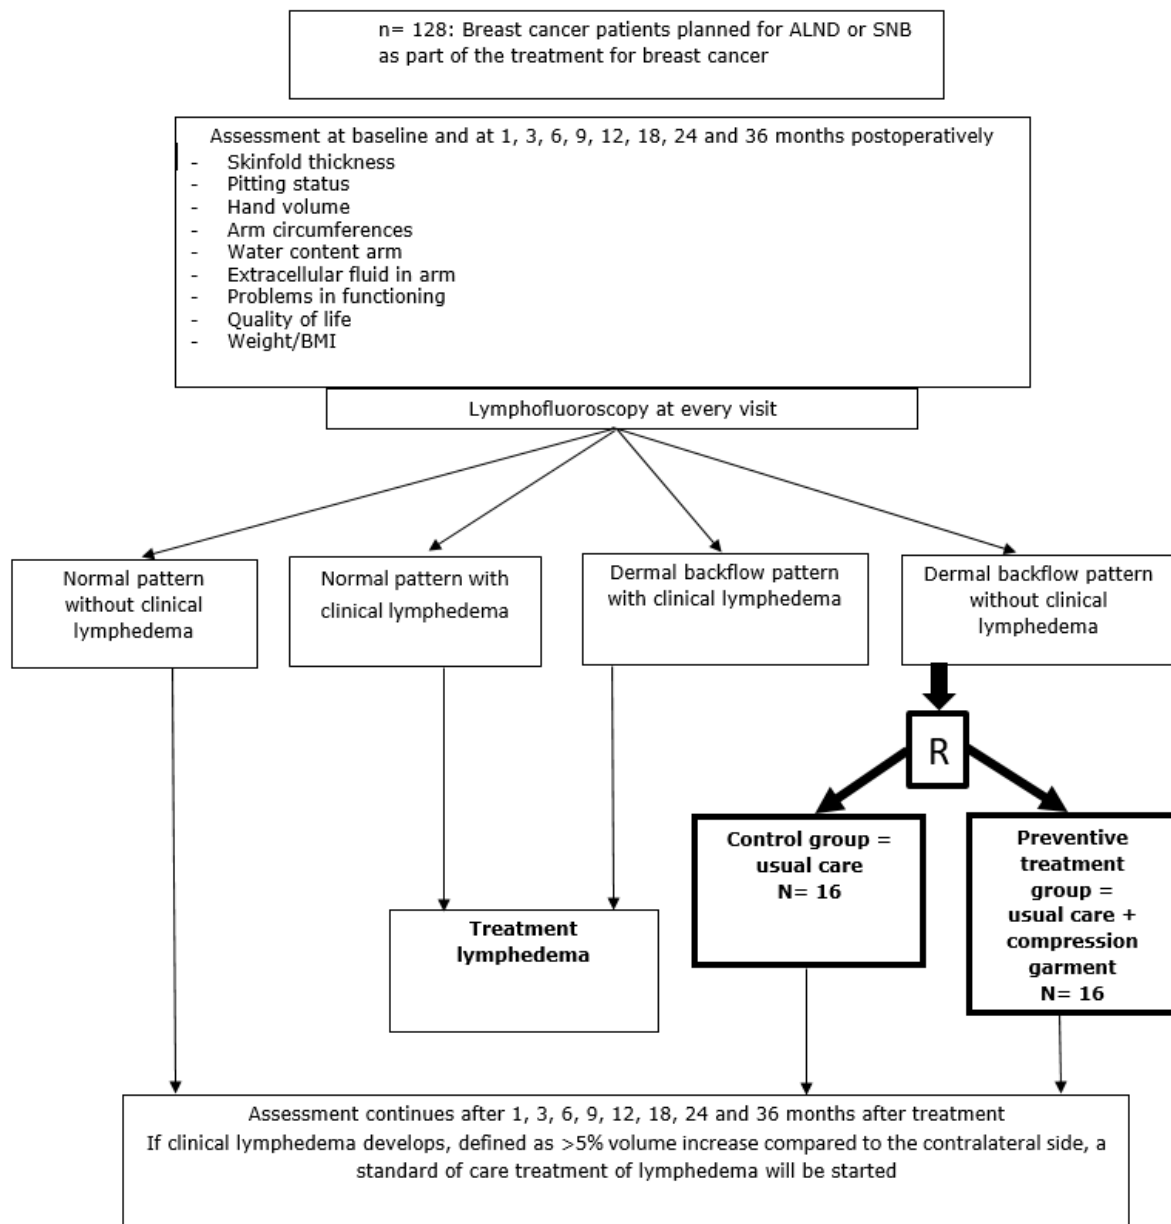 n= 128: Breast cancer patients planned for ALND or SNB
as part of the treatment for breast cancer
Assessment at baseline and at 1, 3, 6, 9, 12, 18, 24 and 36 months postoperatively
- Skinfold thickness
- Pitting status
- Hand volume
- Arm circumferences
- Water content arm
- Extracellular fluid in arm
- Problems in functioning
- Quality of life
- Weight/BMI
Lymphofluoroscopy at every visit
Normal pattern
without clinical
lymphedema
Normal pattern with
clinical lymphedema
Dermal backflow pattern
with clinical lymphedema
Dermal backflow pattern
without clinical
lymphedema
R
Control group =
usual care
N= 16
Preventive
treatment
group =
usual care +
compression
garment
N= 16
Treatment
lymphedema
Assessment continues after 1, 3, 6, 9, 12, 18, 24 and 36 months after treatment
If clinical lymphedema develops, defined as >5% volume increase compared to the contralateral side, a
standard of care treatment of lymphedema will be started